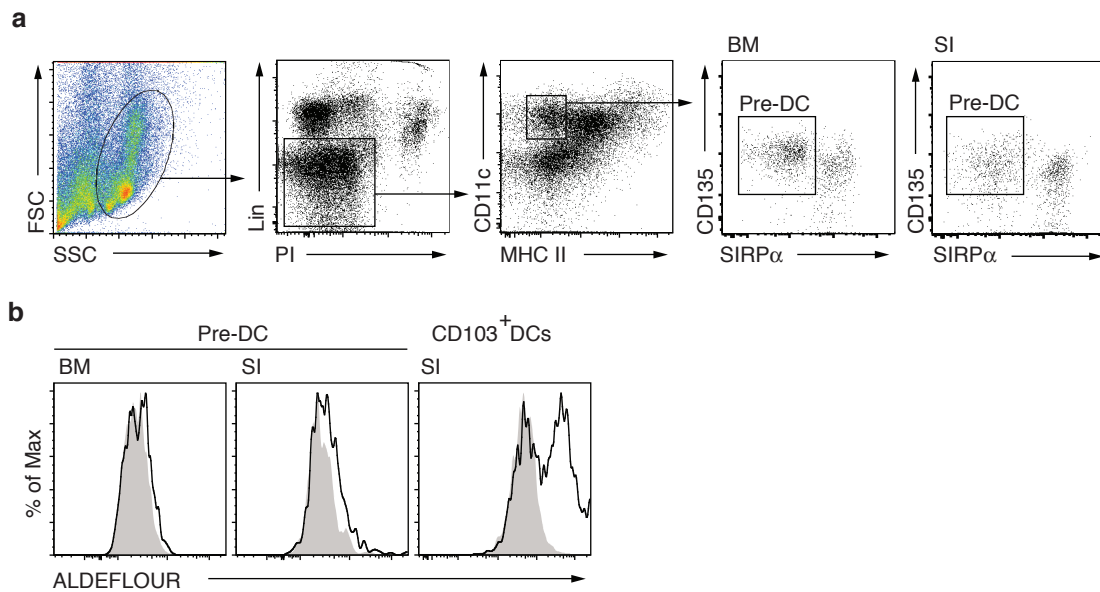 a
BM
SI
FSC
SSC
Lin
PI
CD11c
MHC II
CD135
Pre-DC
SIRPα
CD135
Pre-DC
SIRPα
b
Pre-DC
CD103+DCs
BM
SI
SI
% of Max
ALDEFLOUR